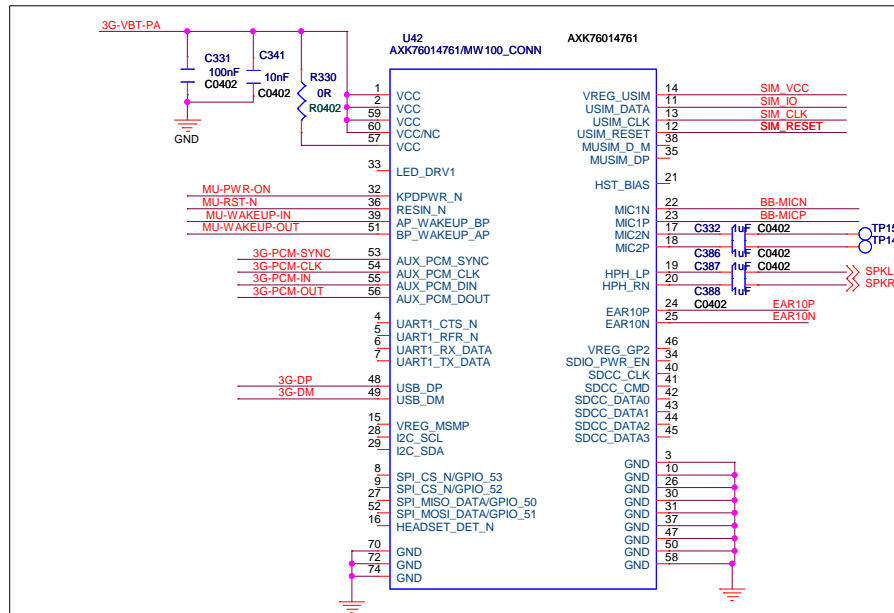 3G-VBT-PA
U42
AXK76014761/MW100_CONN
AXK76014761
C331
100nF
C0402
C341
10nF
C0402
R330
0R
R0402
GND
1 VCC
2 VCC
59 VCC
60 VCC/NC
57 VCC
33 LED_DRV1
MU-PWR-ON 32 KPDPWR_N
MU-RST-N 36 RESIN_N
MU-WAKEUP-IN 39 AP_WAKEUP_BP
MU-WAKEUP-OUT 51 BP_WAKEUP_AP
3G-PCM-SYNC 53 AUX_PCM_SYNC
3G-PCM-CLK 54 AUX_PCM_CLK
3G-PCM-IN 55 AUX_PCM_DIN
3G-PCM-OUT 56 AUX_PCM_DOUT
4 UART1_CTS_N
5 UART1_RFR_N
6 UART1_RX_DATA
7 UART1_TX_DATA
3G-DP 48 USB_DP
3G-DM 49 USB_DM
15 VREG_MSMP
28 I2C_SCL
29 I2C_SDA
8 SPI_CS_N/GPIO_53
9 SPI_CS_N/GPIO_52
27 SPI_MISO_DATA/GPIO_50
52 SPI_MOSI_DATA/GPIO_51
16 HEADSET_DET_N
70 GND
72 GND
74 GND
VREG_USIM 14 SIM_VCC
USIM_DATA 11 SIM_IO
USIM_CLK 13 SIM_CLK
USIM_RESET 12 SIM_RESET
MUSIM_D_M 38
MUSIM_DP 35
HST_BIAS 21
MIC1N 22 BB-MICN
MIC1P 23 BB-MICP
MIC2N 17 C332 1uF C0402 TP15
MIC2P 18 C386 1uF C0402 TP14
HPH_LP 19 C387 1uF C0402 SPKL
HPH_RN 20 C388 1uF C0402 SPKR
EAR10P 24 EAR10P
EAR10N 25 EAR10N
VREG_GP2 46
SDIO_PWR_EN 34
SDCC_CLK 40
SDCC_CMD 41
SDCC_DATA0 42
SDCC_DATA1 43
SDCC_DATA2 44
SDCC_DATA3 45
GND 3
GND 10
GND 26
GND 30
GND 31
GND 37
GND 47
GND 50
GND 58